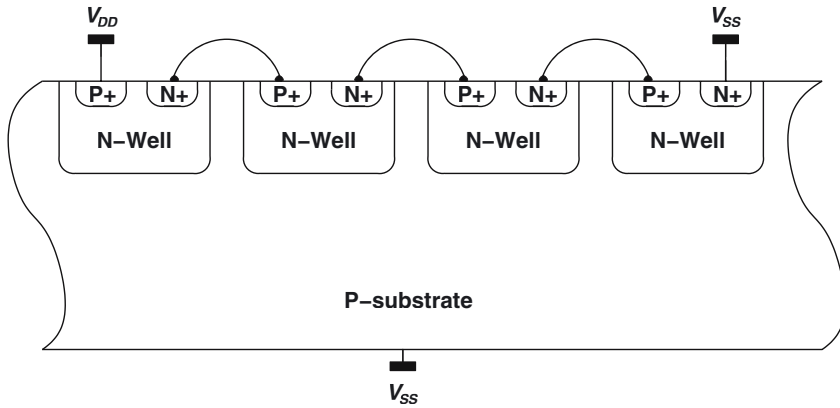 V_DD V_SS
P+ N+ P+ N+ P+ N+ P+ N+
N–Well N–Well N–Well N–Well
P–substrate
V_SS